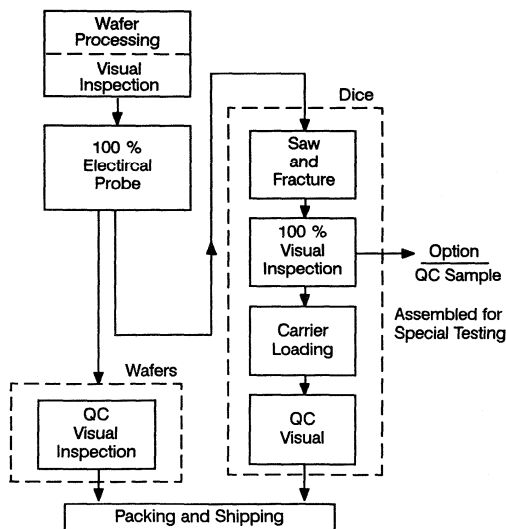 Wafer
Processing
Visual
Inspection
100 %
Electircal
Probe
Wafers
QC
Visual
Inspection
Dice
Saw
and
Fracture
100 %
Visual
Inspection
Option
QC Sample
Assembled for
Special Testing
Carrier
Loading
QC
Visual
Packing and Shipping